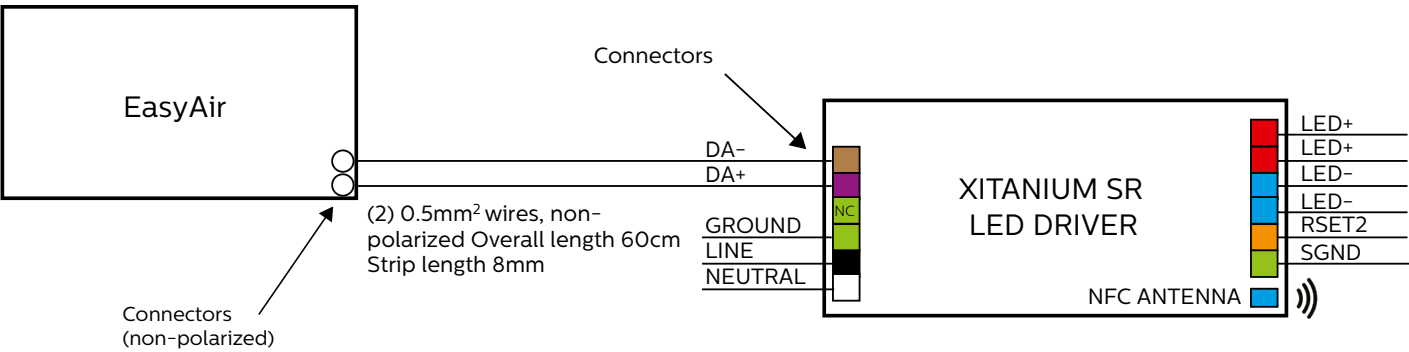 EasyAir
Connectors
DA-
DA+
(2) 0.5mm² wires, non-
polarized Overall length 60cm
Strip length 8mm
Connectors
(non-polarized)
NC
GROUND
LINE
NEUTRAL
XITANIUM SR
LED DRIVER
NFC ANTENNA
LED+
LED+
LED-
LED-
RSET2
SGND